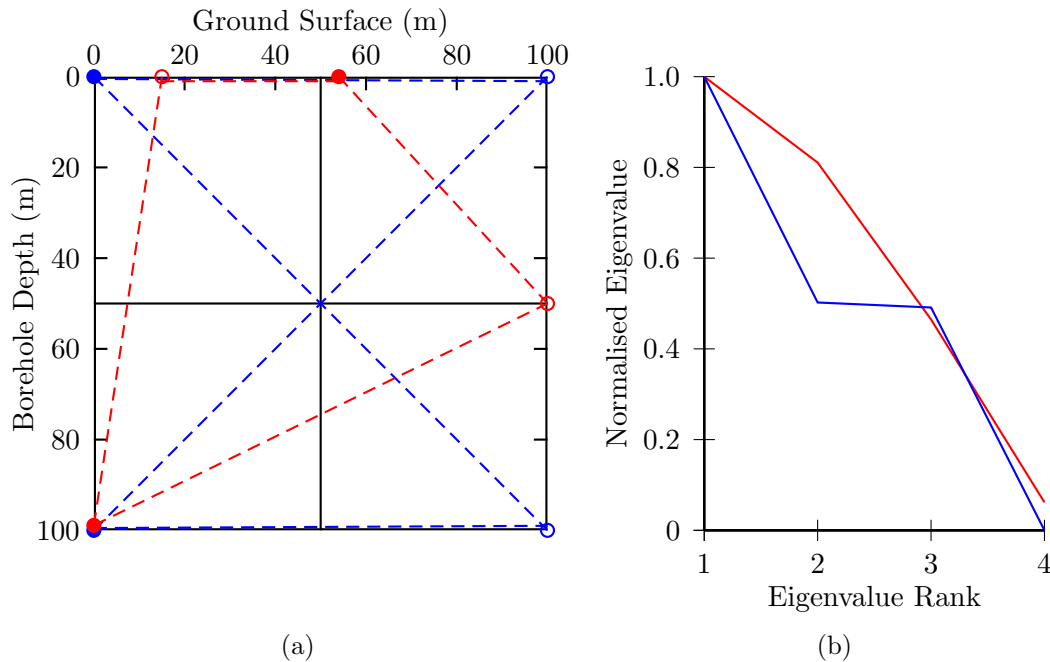 Ground Surface (m)
0 20 40 60 80 100
0
20
40
60
80
100
Borehole Depth (m)
(a)
1.0
0.8
0.6
0.4
0.2
0
Normalised Eigenvalue
1 2 3 4
Eigenvalue Rank
(b)